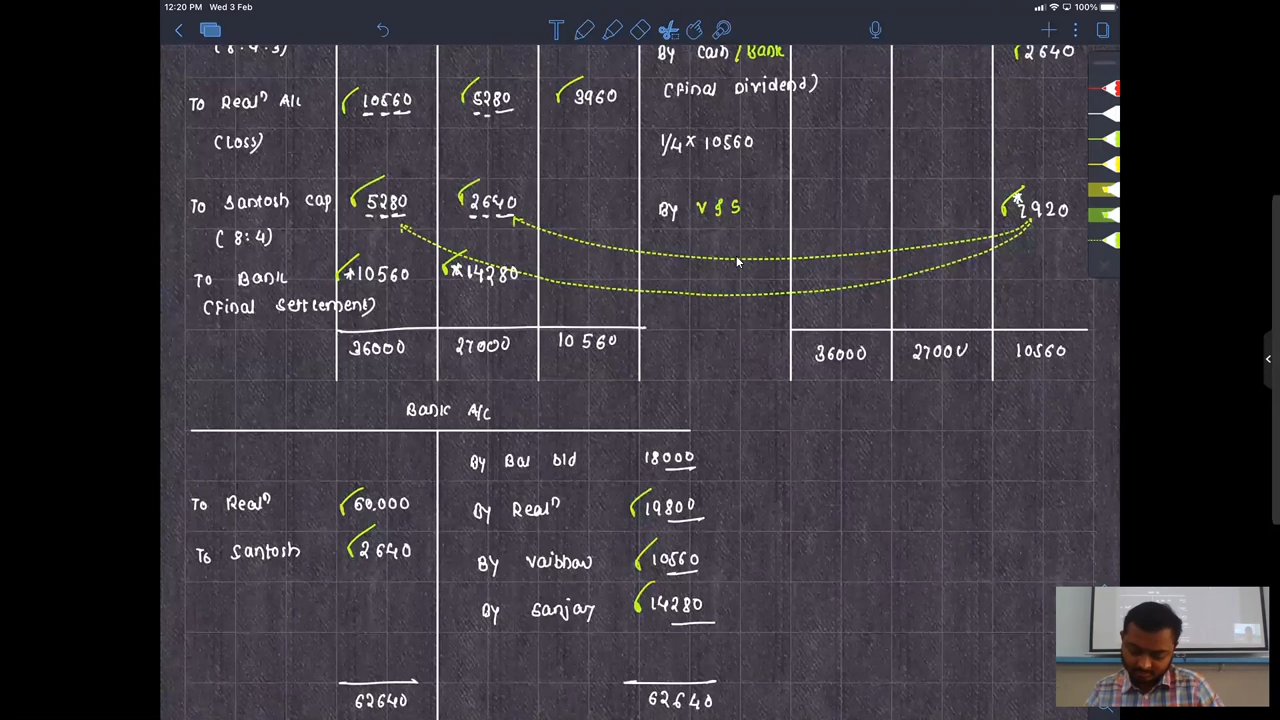 12:20 PM Wed 3 Feb
100%
(8:4:3)
By Cash / Bank 2640
(Final Dividend)
To Realⁿ A/c 10560 5280 3960
(Loss)
1/4 × 10560
To Santosh Cap 5280 2640
By V & S *7920
(8:4)
To Bank *10560 *14280
(Final Settlement)
36000 27000 10560
36000 27000 10560
Bank A/c
By Bal b/d 18000
To Realⁿ 60,000
By Realⁿ 19800
To Santosh 2640
By Vaibhav 10560
By Sanjay 14280
62640
62640